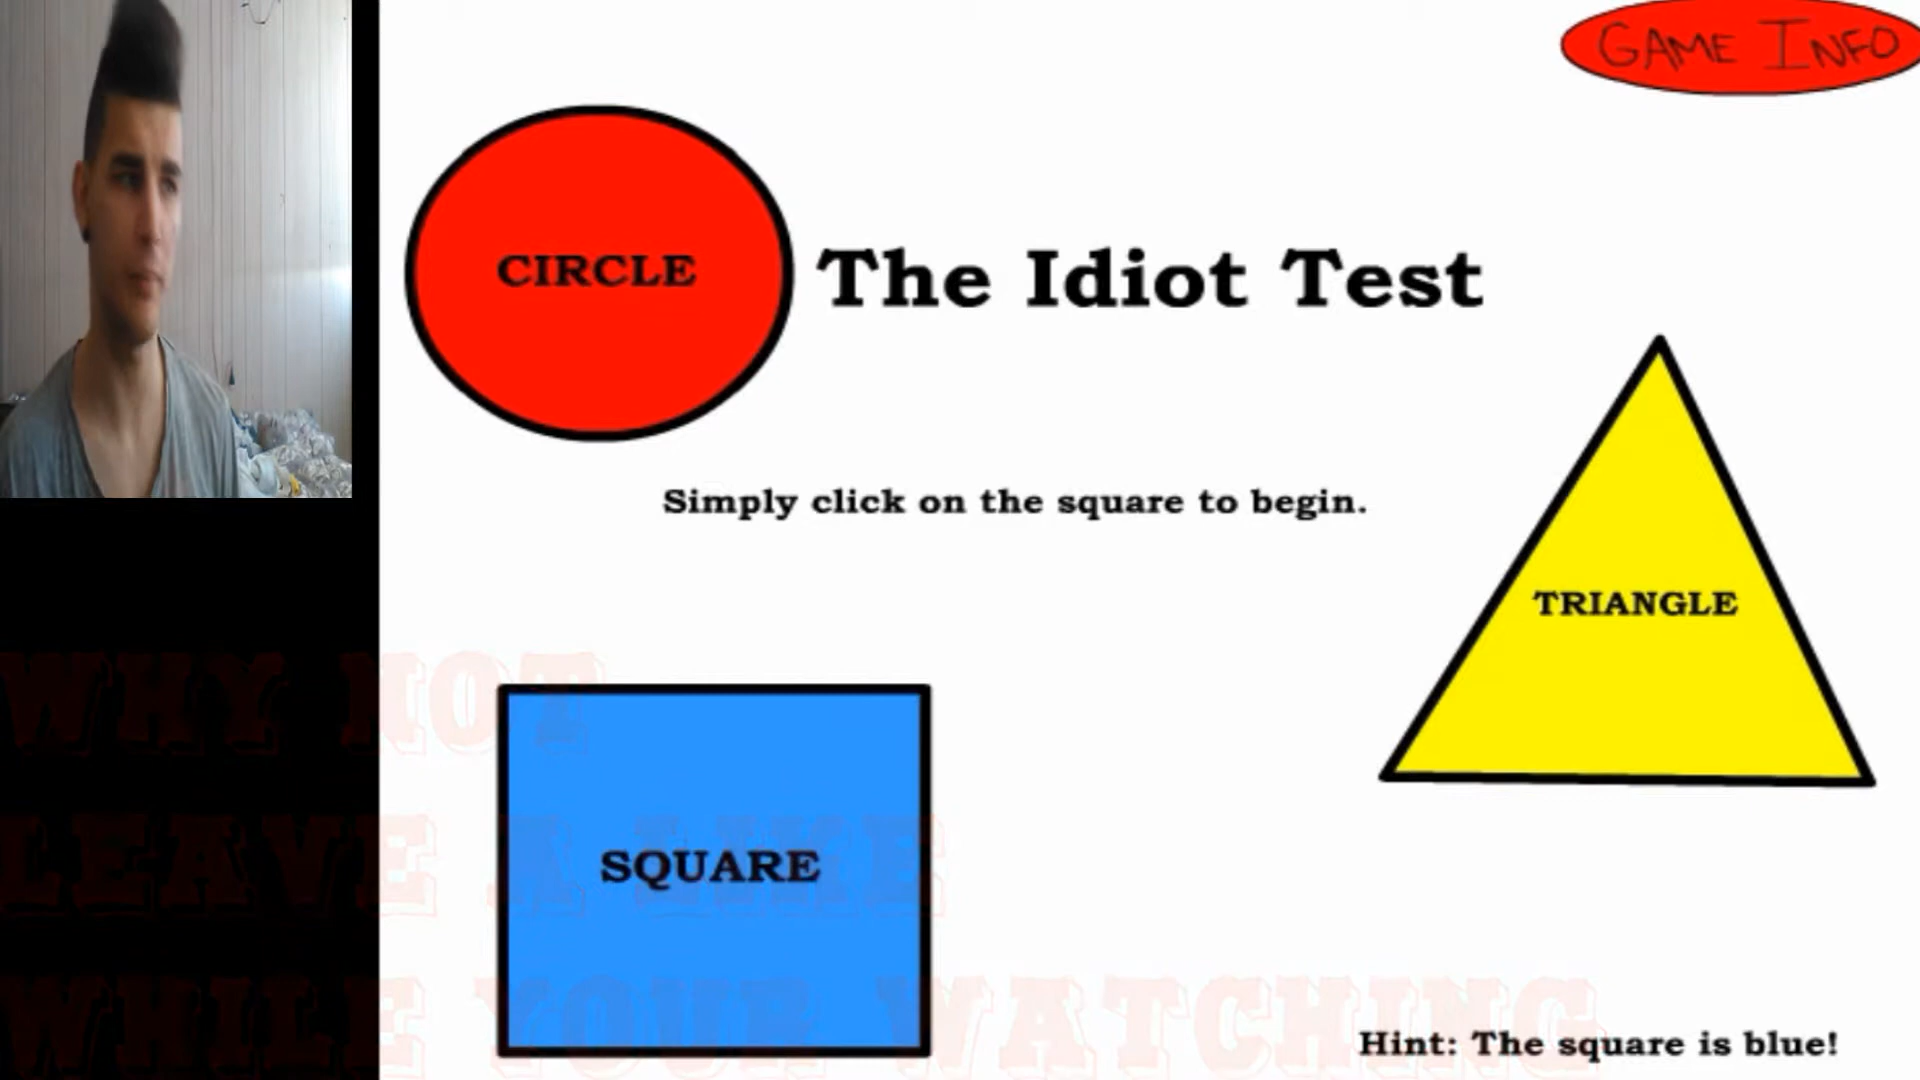 GAME INFO
CIRCLE
The Idiot Test
Simply click on the square to begin.
TRIANGLE
WHY NOT
LEAVE A LIKE
SQUARE
WHILE YOUR WATCHING
Hint: The square is blue!